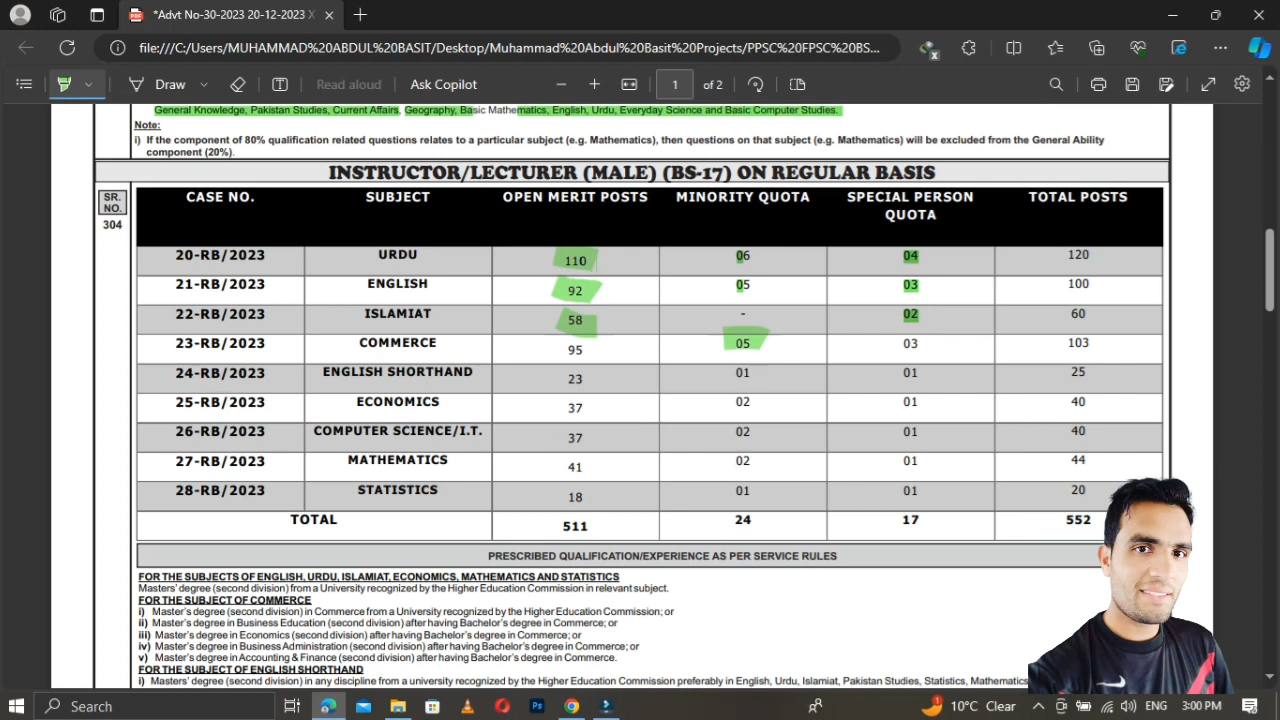 *Advt No-30-2023 20-12-2023 X
file:///C:/Users/MUHAMMAD%20ABDUL%20BASIT/Desktop/Muhammad%20Abdul%20Basit%20Projects/PPSC%20FPSC%20BS...
Draw Read aloud Ask Copilot 1 of 2
General Knowledge, Pakistan Studies, Current Affairs, Geography, Basic Mathematics, English, Urdu, Everyday Science and Basic Computer Studies.
Note:
i) If the component of 80% qualification related questions relates to a particular subject (e.g. Mathematics), then questions on that subject (e.g. Mathematics) will be excluded from the General Ability
component (20%).
INSTRUCTOR/LECTURER (MALE) (BS-17) ON REGULAR BASIS
SR. NO. CASE NO. SUBJECT OPEN MERIT POSTS MINORITY QUOTA SPECIAL PERSON QUOTA TOTAL POSTS
304
20-RB/2023 URDU 110 06 04 120
21-RB/2023 ENGLISH 92 05 03 100
22-RB/2023 ISLAMIAT 58 - 02 60
23-RB/2023 COMMERCE 95 05 03 103
24-RB/2023 ENGLISH SHORTHAND 23 01 01 25
25-RB/2023 ECONOMICS 37 02 01 40
26-RB/2023 COMPUTER SCIENCE/I.T. 37 02 01 40
27-RB/2023 MATHEMATICS 41 02 01 44
28-RB/2023 STATISTICS 18 01 01 20
TOTAL 511 24 17 552
PRESCRIBED QUALIFICATION/EXPERIENCE AS PER SERVICE RULES
FOR THE SUBJECTS OF ENGLISH, URDU, ISLAMIAT, ECONOMICS, MATHEMATICS AND STATISTICS
Masters' degree (second division) from a University recognized by the Higher Education Commission in relevant subject.
FOR THE SUBJECT OF COMMERCE
i) Master's degree (second division) in Commerce from a University recognized by the Higher Education Commission; or
ii) Master's degree in Business Education (second division) after having Bachelor's degree in Commerce; or
iii) Master's degree in Economics (second division) after having Bachelor's degree in Commerce; or
iv) Master's degree in Business Administration (second division) after having Bachelor's degree in Commerce; or
v) Master's degree in Accounting & Finance (second division) after having Bachelor's degree in Commerce.
FOR THE SUBJECT OF ENGLISH SHORTHAND
i) Masters' degree (second division) in any discipline from a university recognized by the Higher Education Commission preferably in English, Urdu, Islamiat, Pakistan Studies, Statistics, Mathematics
Search 1 10°C Clear ENG 3:00 PM